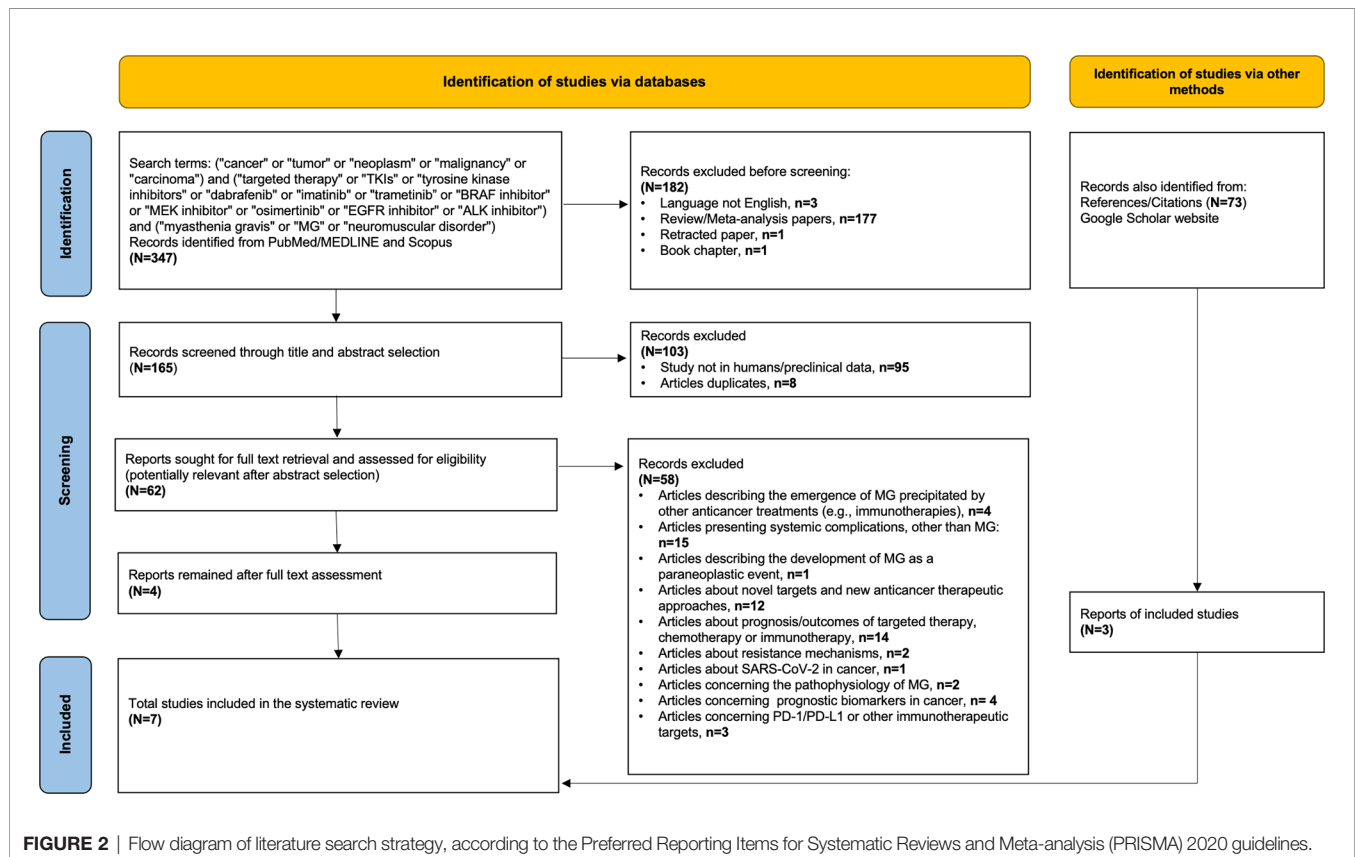 Identification of studies via databases
Identification of studies via other
methods
Identification
Search terms: ("cancer" or "tumor" or "neoplasm" or "malignancy" or
"carcinoma") and ("targeted therapy" or "TKIs" or "tyrosine kinase
inhibitors" or "dabrafenib" or "imatinib" or "trametinib" or "BRAF inhibitor"
or "MEK inhibitor" or "osimertinib" or "EGFR inhibitor" or "ALK inhibitor")
and ("myasthenia gravis" or "MG" or "neuromuscular disorder")
Records identified from PubMed/MEDLINE and Scopus
(N=347)
Records excluded before screening:
(N=182)
• Language not English, n=3
• Review/Meta-analysis papers, n=177
• Retracted paper, n=1
• Book chapter, n=1
Records also identified from:
References/Citations (N=73)
Google Scholar website
Screening
Records screened through title and abstract selection
(N=165)
Records excluded
(N=103)
• Study not in humans/preclinical data, n=95
• Articles duplicates, n=8
Reports sought for full text retrieval and assessed for eligibility
(potentially relevant after abstract selection)
(N=62)
Records excluded
(N=58)
• Articles describing the emergence of MG precipitated by
other anticancer treatments (e.g., immunotherapies), n=4
• Articles presenting systemic complications, other than MG:
n=15
• Articles describing the development of MG as a
paraneoplastic event, n=1
• Articles about novel targets and new anticancer therapeutic
approaches, n=12
• Articles about prognosis/outcomes of targeted therapy,
chemotherapy or immunotherapy, n=14
• Articles about resistance mechanisms, n=2
• Articles about SARS-CoV-2 in cancer, n=1
• Articles concerning the pathophysiology of MG, n=2
• Articles concerning prognostic biomarkers in cancer, n= 4
• Articles concerning PD-1/PD-L1 or other immunotherapeutic
targets, n=3
Reports remained after full text assessment
(N=4)
Reports of included studies
(N=3)
Included
Total studies included in the systematic review
(N=7)
FIGURE 2 | Flow diagram of literature search strategy, according to the Preferred Reporting Items for Systematic Reviews and Meta-analysis (PRISMA) 2020 guidelines.